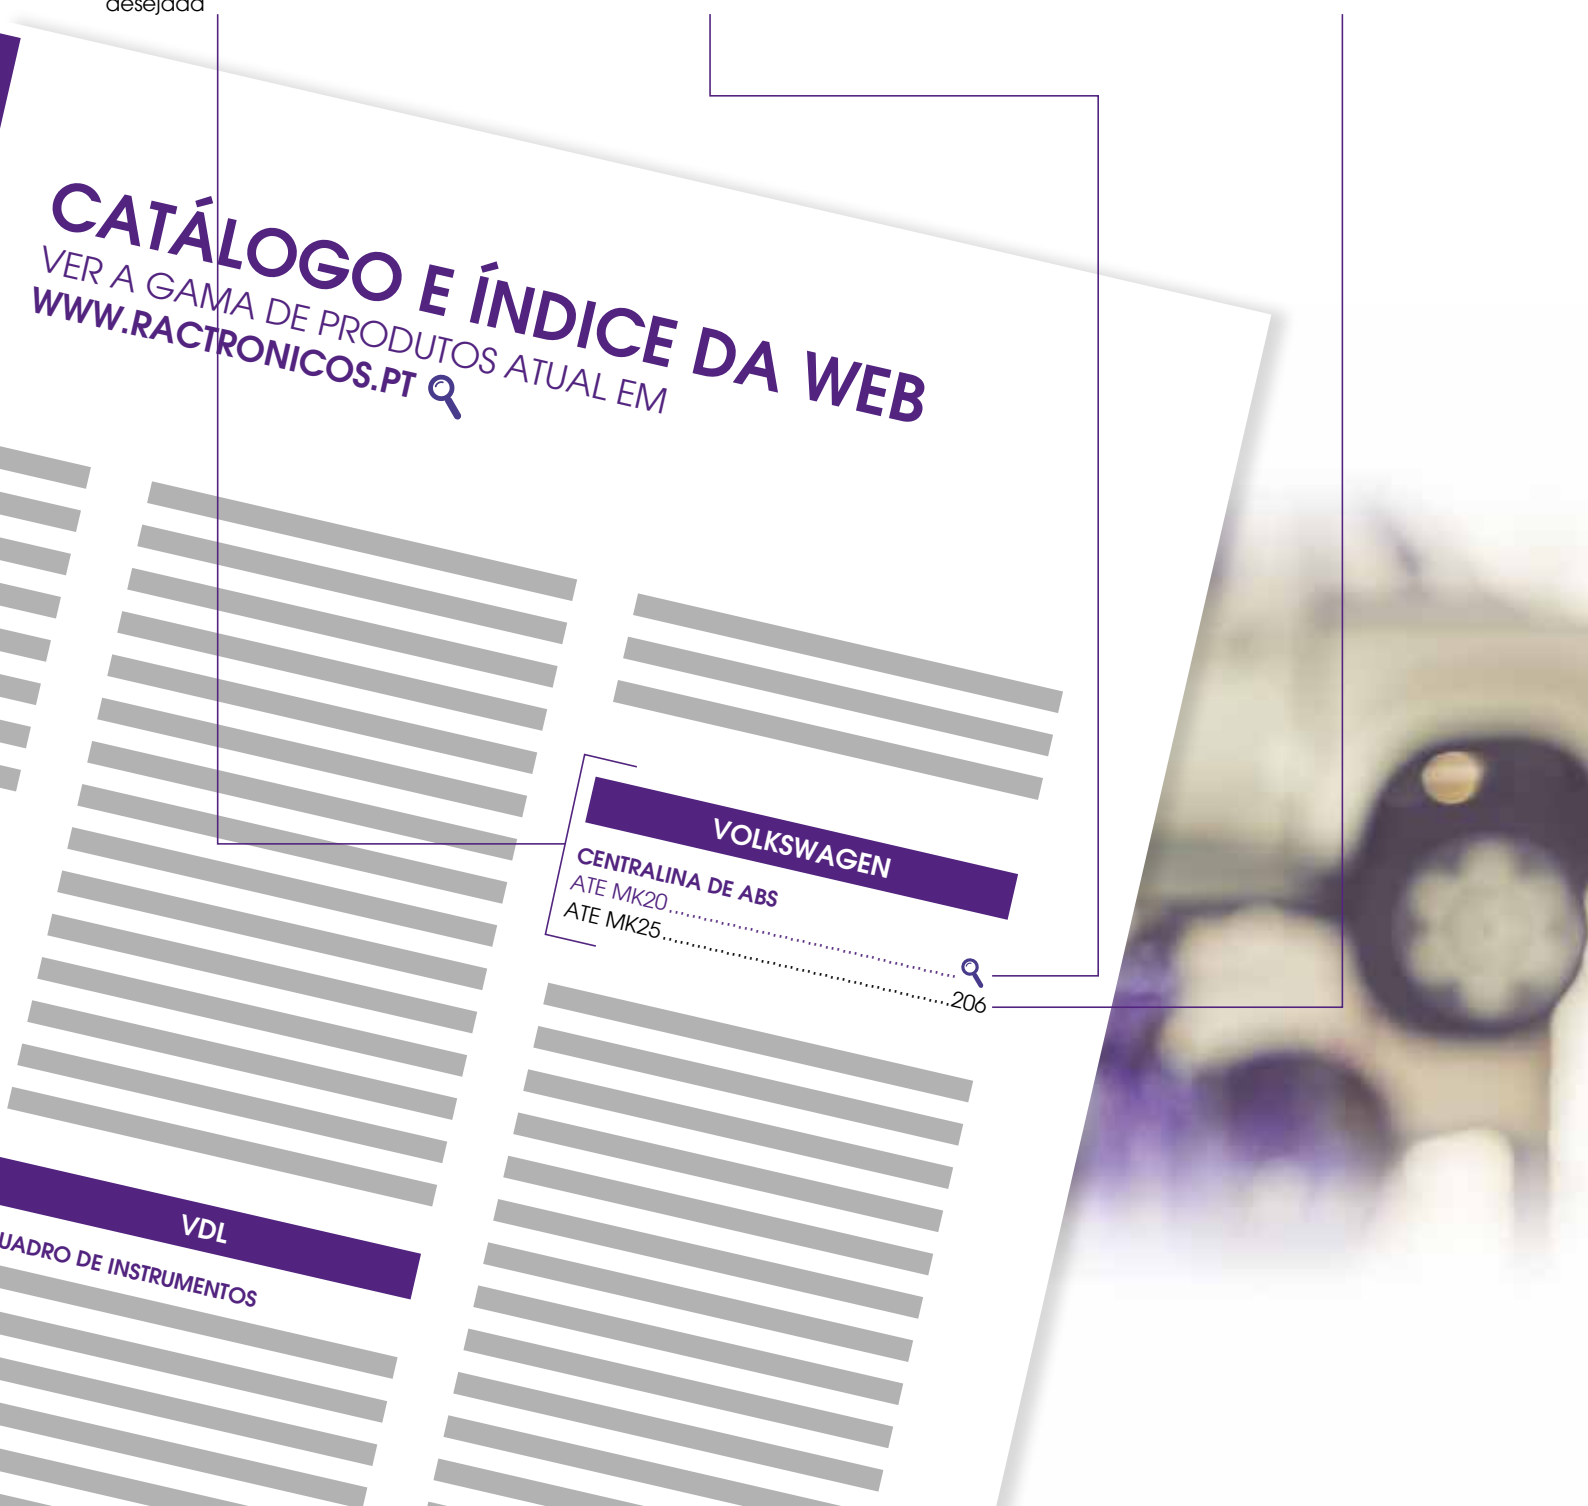 desejada
CATÁLOGO E ÍNDICE DA WEB
VER A GAMA DE PRODUTOS ATUAL EM
WWW.RACTRONICOS.PT
VOLKSWAGEN
CENTRALINA DE ABS
ATE MK20
ATE MK25 206
VDL
UADRO DE INSTRUMENTOS